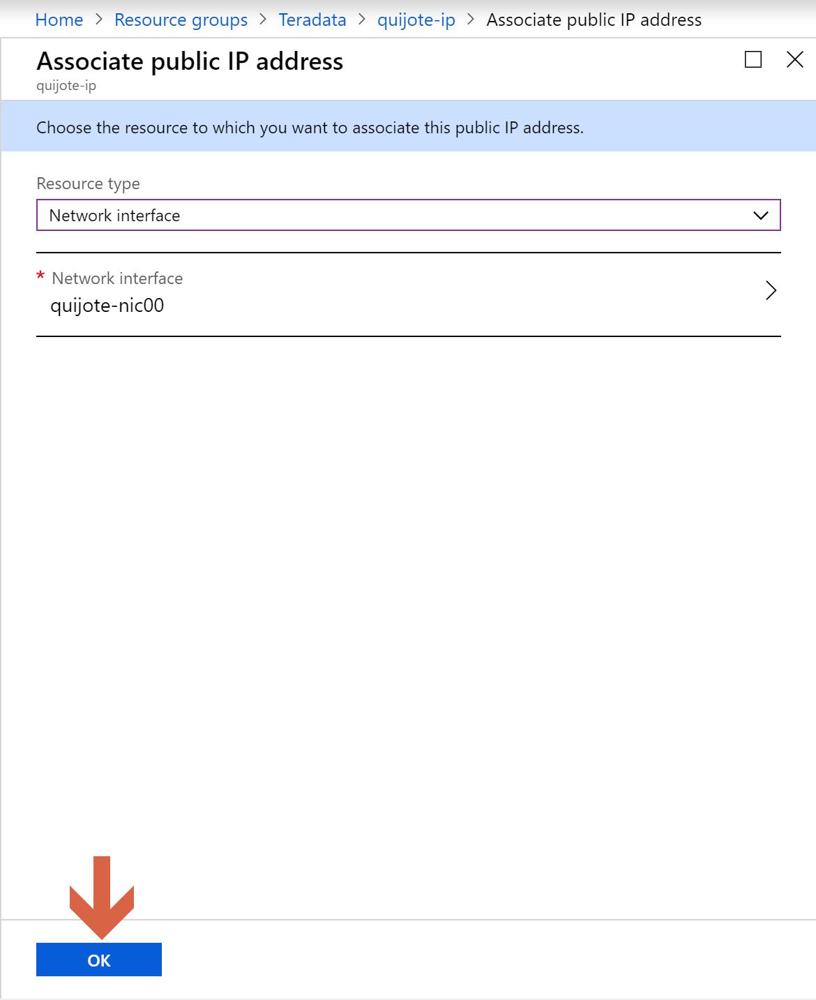 Home > Resource groups > Teradata > quijote-ip > Associate public IP address
Associate public IP address
quijote-ip
Choose the resource to which you want to associate this public IP address.
Resource type
Network interface
* Network interface
quijote-nic00
OK